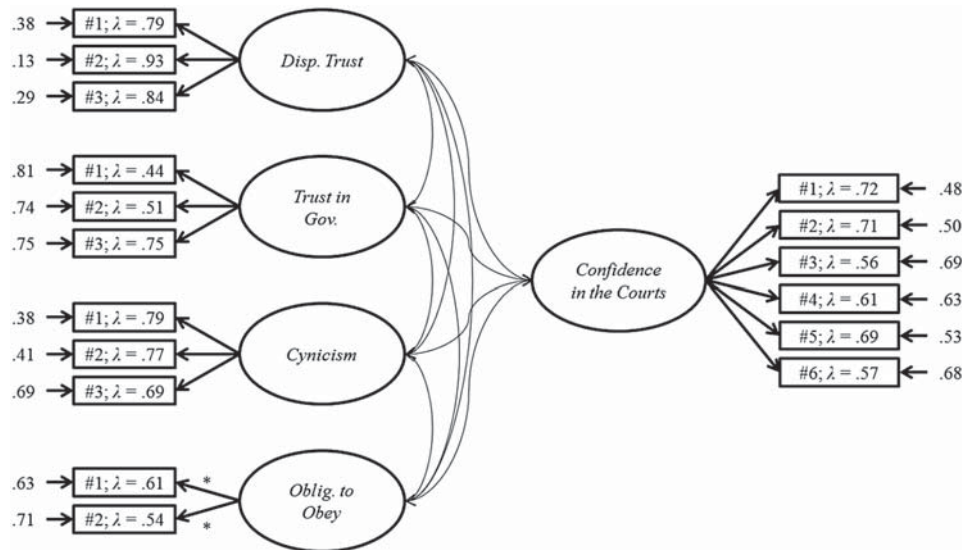 .38 #1; λ = .79
.13 #2; λ = .93
.29 #3; λ = .84
Disp. Trust
.81 #1; λ = .44
.74 #2; λ = .51
.75 #3; λ = .75
Trust in
Gov.
.38 #1; λ = .79
.41 #2; λ = .77
.69 #3; λ = .69
Cynicism
.63 #1; λ = .61 *
.71 #2; λ = .54 *
Oblig. to
Obey
Confidence
in the Courts
#1; λ = .72 .48
#2; λ = .71 .50
#3; λ = .56 .69
#4; λ = .61 .63
#5; λ = .69 .53
#6; λ = .57 .68